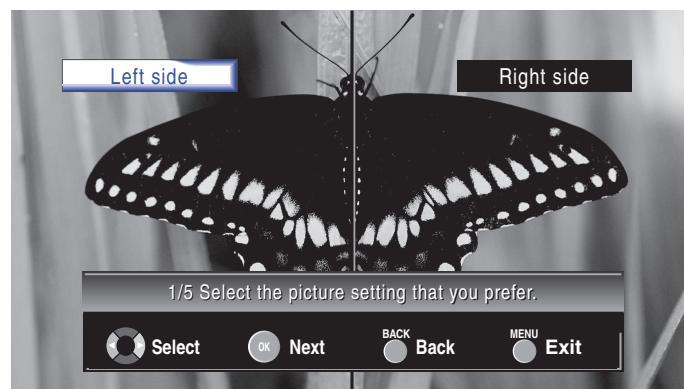 Left side
Right side
1/5 Select the picture setting that you prefer.
Select OK Next BACK Back MENU Exit